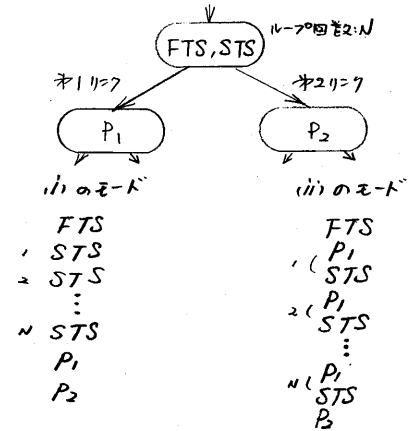 ループ回数:N
FTS, STS
第1リンク
第2リンク
P1
P2
(i) のモード
FTS
1 STS
2 STS
⋮
N STS
P1
P2
(ii) のモード
FTS
1 ( P1
STS
2 ( P1
STS
⋮
N ( P1
STS
P2